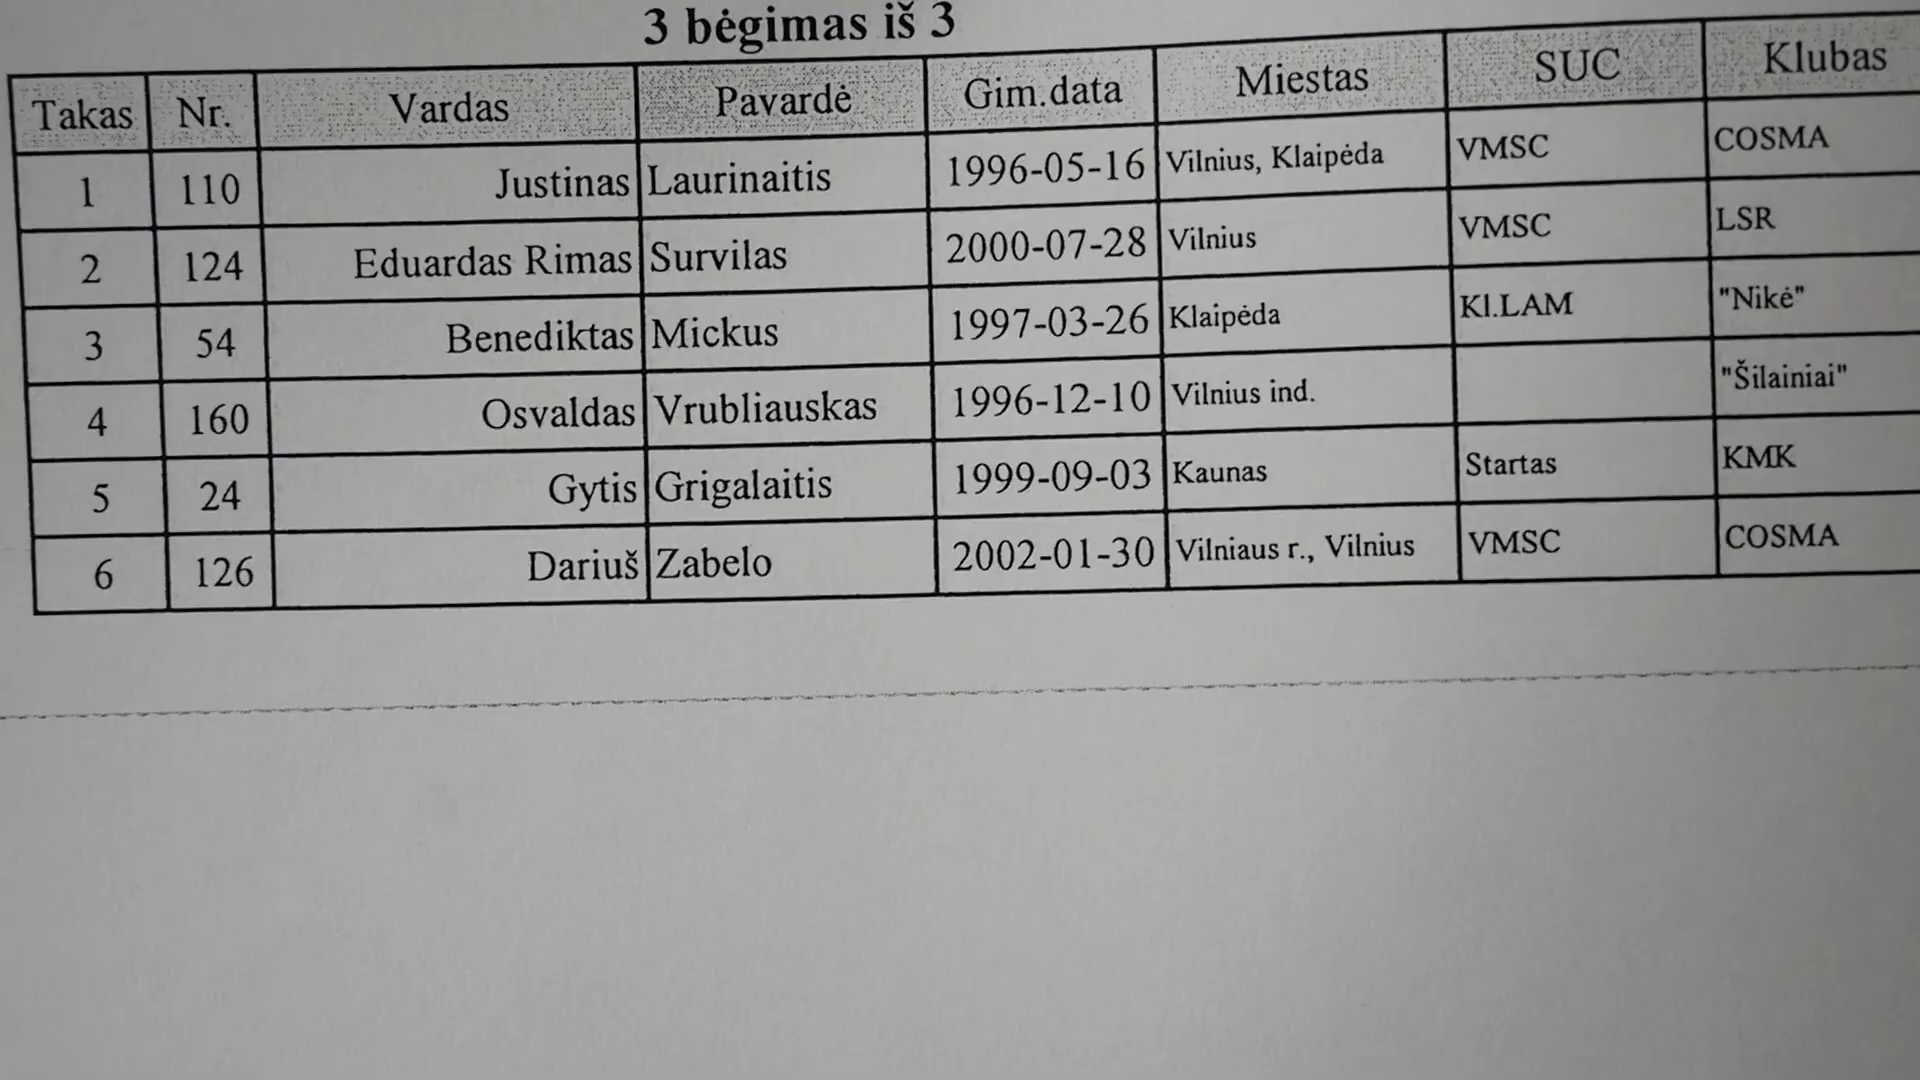 3 bėgimas iš 3
Takas Nr. Vardas Pavardė Gim.data Miestas SUC Klubas
1 110 Justinas Laurinaitis 1996-05-16 Vilnius, Klaipėda VMSC COSMA
2 124 Eduardas Rimas Survilas 2000-07-28 Vilnius VMSC LSR
3 54 Benediktas Mickus 1997-03-26 Klaipėda Kl.LAM "Nikė"
4 160 Osvaldas Vrubliauskas 1996-12-10 Vilnius ind. "Šilainiai"
5 24 Gytis Grigalaitis 1999-09-03 Kaunas Startas KMK
6 126 Dariuš Zabelo 2002-01-30 Vilniaus r., Vilnius VMSC COSMA